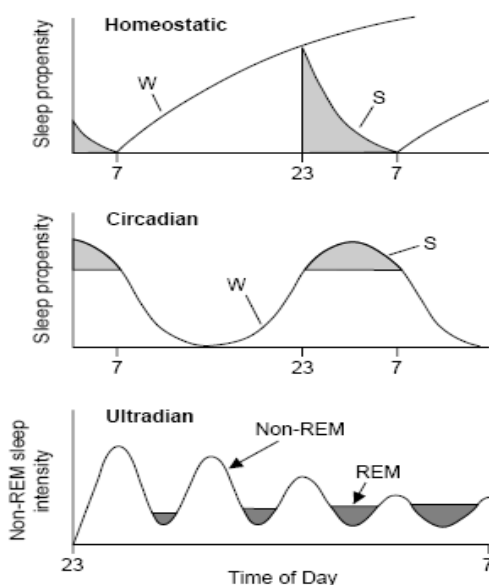 Homeostatic
Sleep propensity
W
S
7
23
7
Circadian
Sleep propensity
W
S
7
23
7
Ultradian
Non-REM sleep
intensity
Non-REM
REM
23
7
Time of Day